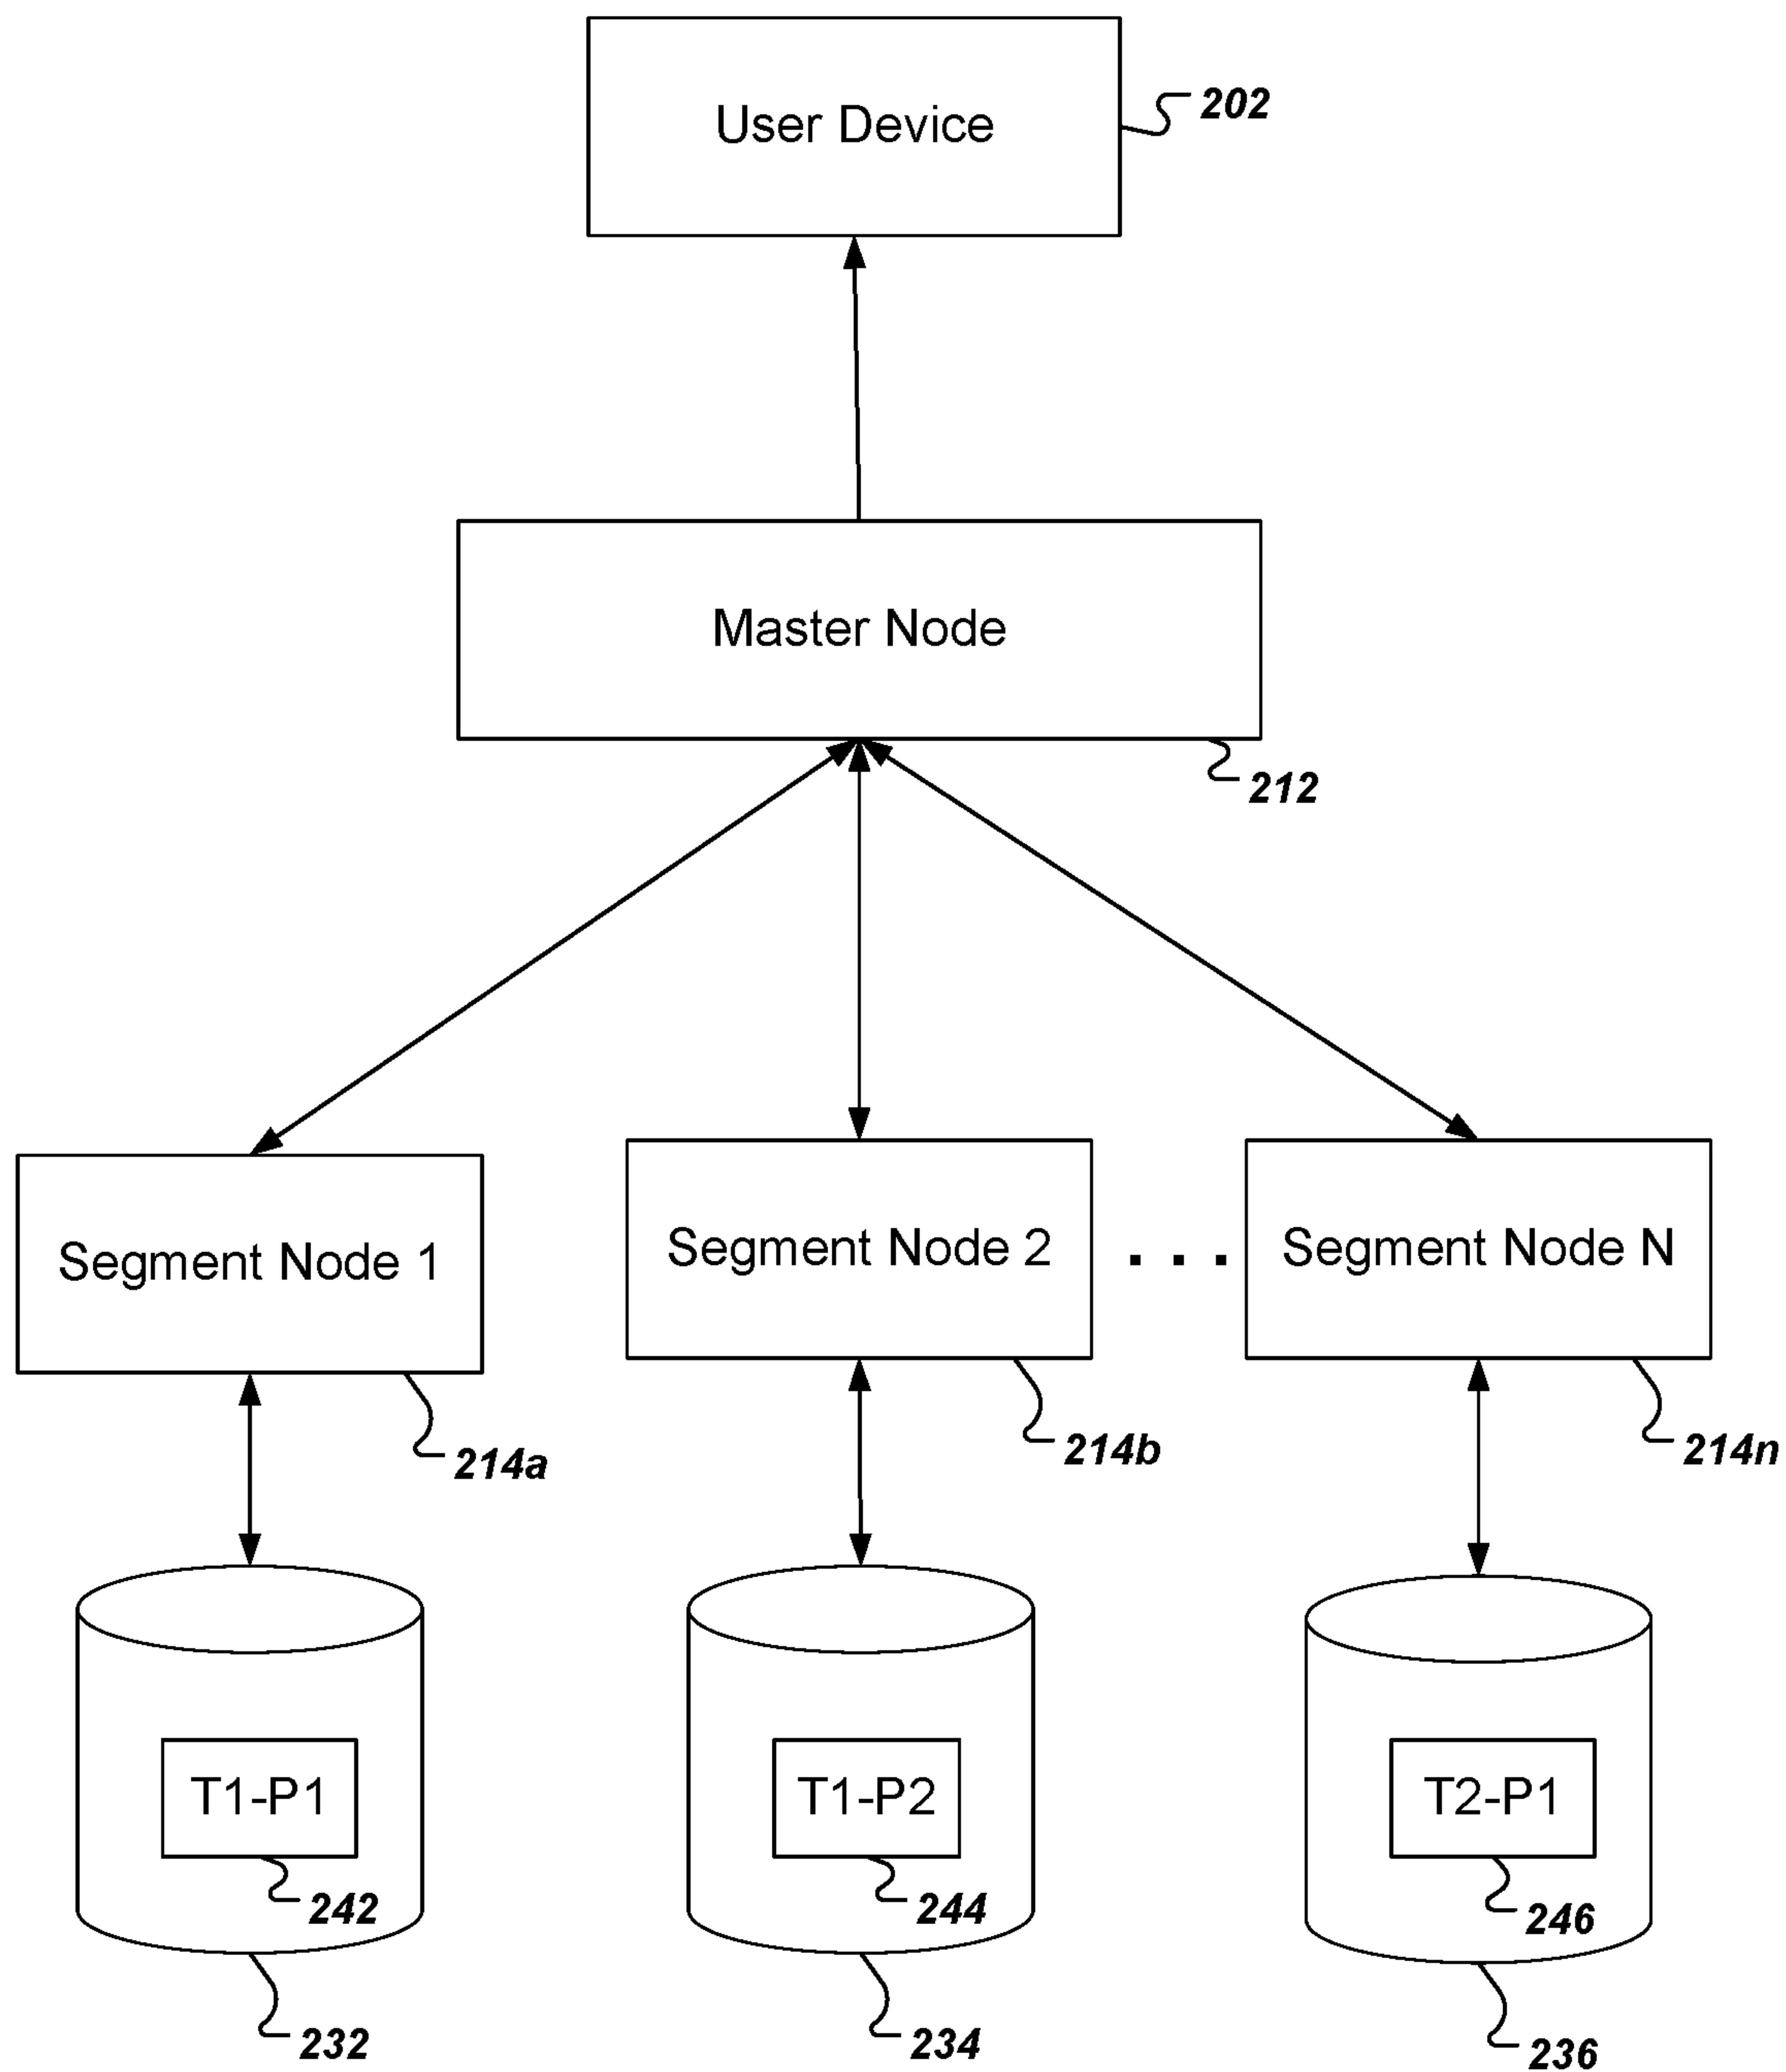 User Device
202
Master Node
212
Segment Node 1
Segment Node 2
. . .
Segment Node N
214a
214b
214n
T1-P1
T1-P2
T2-P1
242
244
246
232
234
236